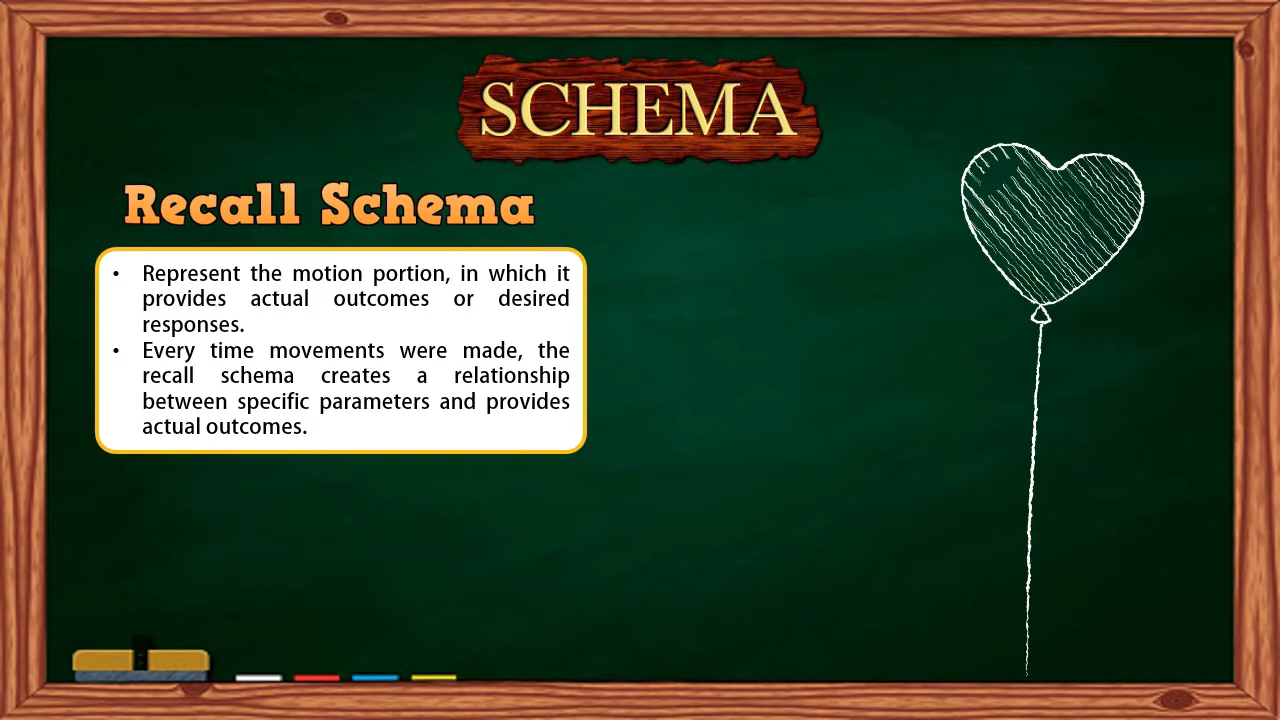 SCHEMA
Recall Schema
• Represent the motion portion, in which it
provides actual outcomes or desired
responses.
• Every time movements were made, the
recall schema creates a relationship
between specific parameters and provides
actual outcomes.